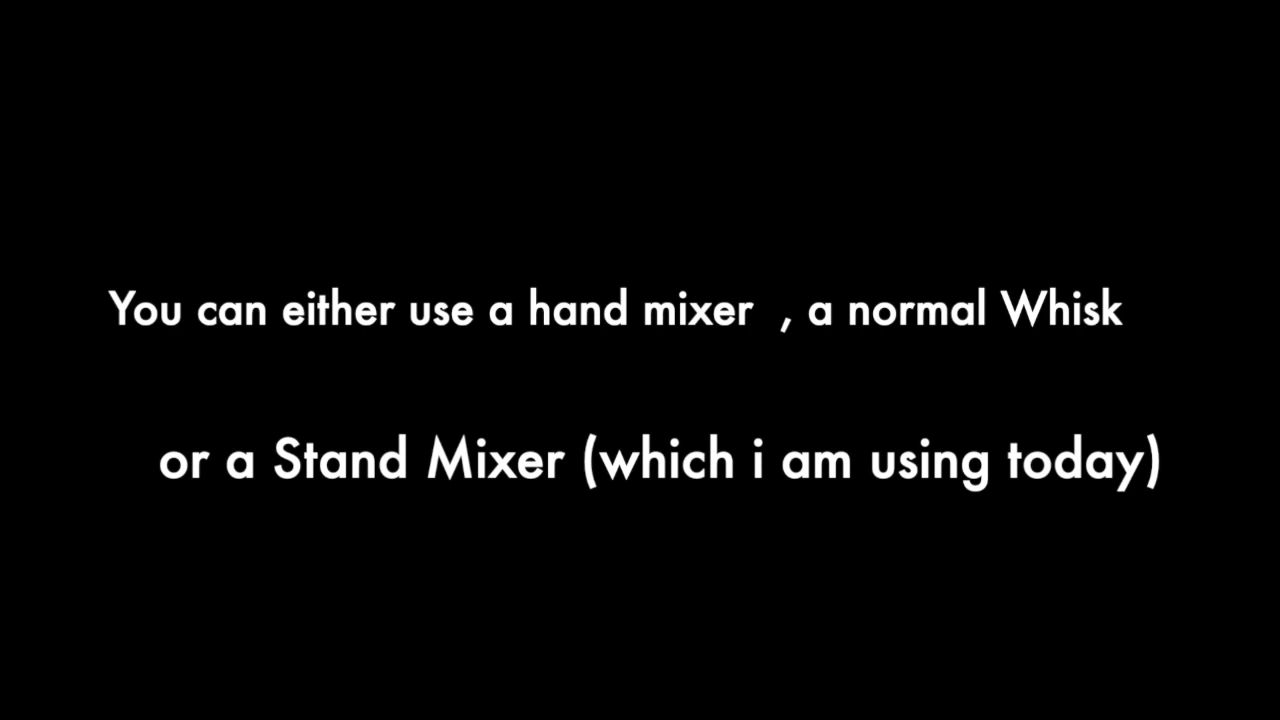 You can either use a hand mixer  , a normal Whisk
or a Stand Mixer (which i am using today)